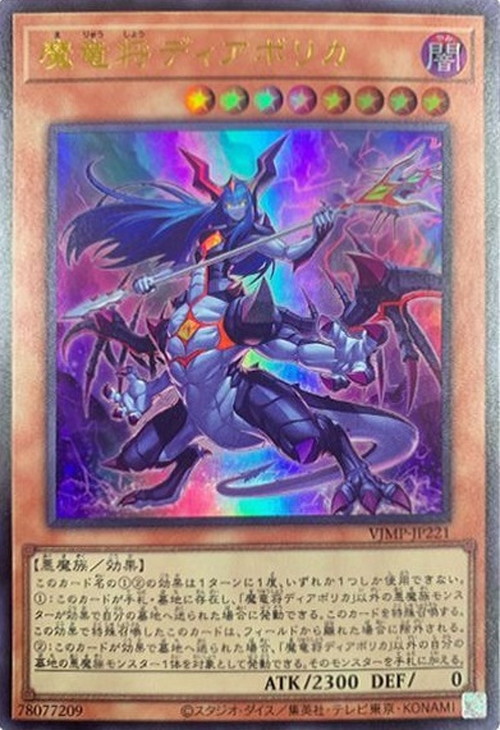 魔竜将ディアボリカ
闇
VJMP-JP221
【悪魔族／効果】
このカード名の①②の効果は１ターンに１度、いずれか１つしか使用できない。
①：このカードが手札・墓地に存在し、「魔竜将ディアボリカ」以外の悪魔族モンス
ターが効果で自分の墓地へ送られた場合に発動できる。このカードを特殊召喚する。
この効果で特殊召喚したこのカードは、フィールドから離れた場合に除外される。
②：このカードが効果で墓地へ送られた場合、「魔竜将ディアボリカ」以外の自分の
墓地の悪魔族モンスター１体を対象として発動できる。そのモンスターを手札に加える。
ATK/2300 DEF/ 0
78077209 ©スタジオ・ダイス／集英社・テレビ東京・KONAMI